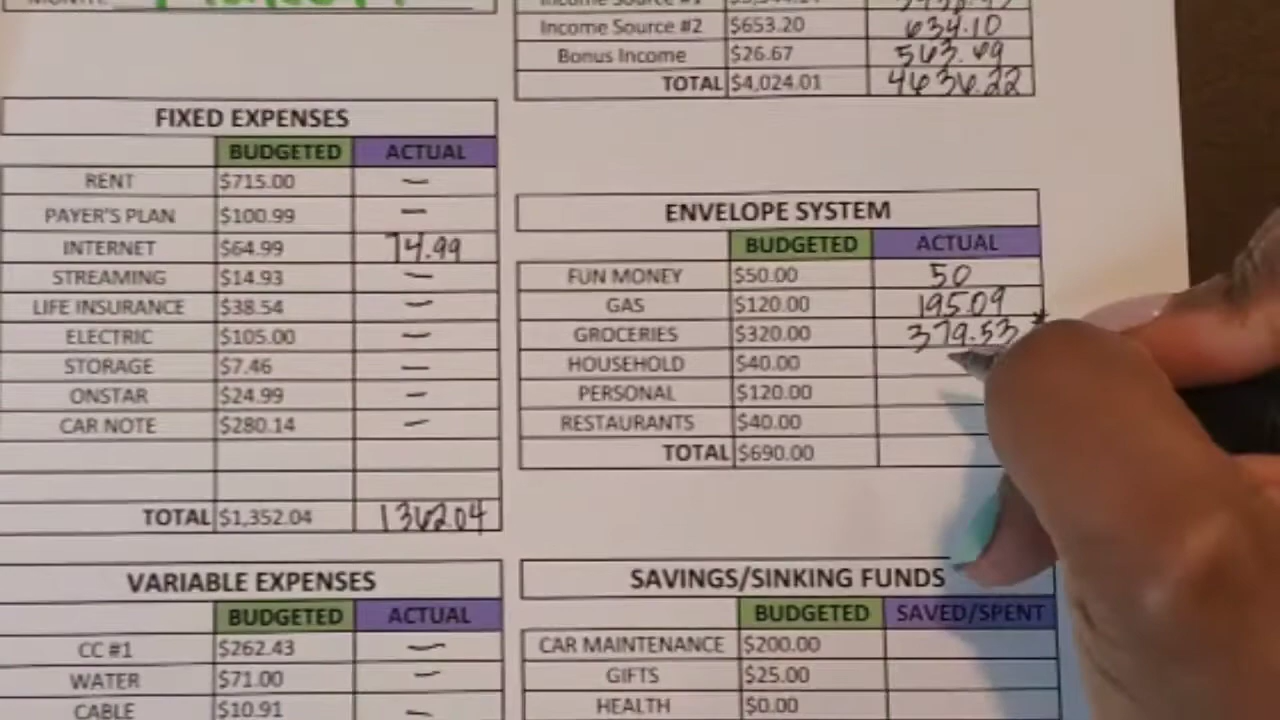 MONTH:
Income Source #1
Income Source #2 $653.20 634.10
Bonus Income $26.67 563.69
TOTAL $4,024.01 4636.22
FIXED EXPENSES
BUDGETED ACTUAL
RENT $715.00 —
PAYER'S PLAN $100.99 —
INTERNET $64.99 74.99
STREAMING $14.93 —
LIFE INSURANCE $38.54 —
ELECTRIC $105.00 —
STORAGE $7.46 —
ONSTAR $24.99 —
CAR NOTE $280.14 —
TOTAL $1,352.04 1362.04
ENVELOPE SYSTEM
BUDGETED ACTUAL
FUN MONEY $50.00 50
GAS $120.00 195.09
GROCERIES $320.00 379.53 *
HOUSEHOLD $40.00
PERSONAL $120.00
RESTAURANTS $40.00
TOTAL $690.00
VARIABLE EXPENSES
BUDGETED ACTUAL
CC #1 $262.43 —
WATER $71.00 —
CABLE $10.91 —
SAVINGS/SINKING FUNDS
BUDGETED SAVED/SPENT
CAR MAINTENANCE $200.00
GIFTS $25.00
HEALTH $0.00